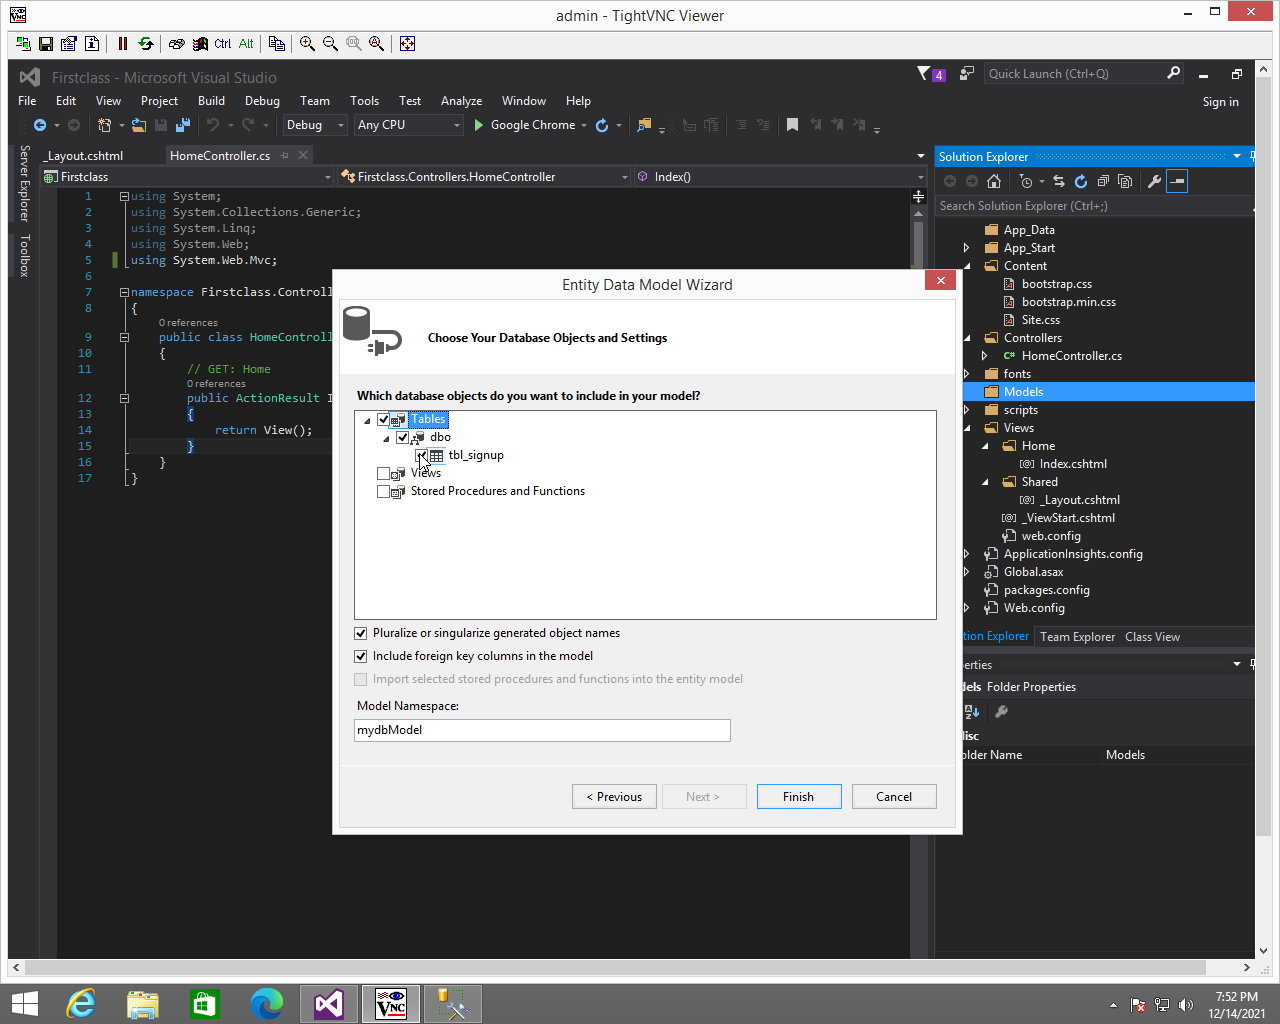 admin - TightVNC Viewer
Ctrl Alt
Firstclass - Microsoft Visual Studio
4
Quick Launch (Ctrl+Q)
File Edit View Project Build Debug Team Tools Test Analyze Window Help
Sign in
Debug Any CPU Google Chrome
Server Explorer
Toolbox
_Layout.cshtml HomeController.cs
Firstclass Firstclass.Controllers.HomeController Index()
1 using System;
2 using System.Collections.Generic;
3 using System.Linq;
4 using System.Web;
5 using System.Web.Mvc;
6
7 namespace Firstclass.Controll
8 {
0 references
9 public class HomeControll
10 {
11 // GET: Home
0 references
12 public ActionResult I
13 {
14 return View();
15 }
16 }
17 }
Entity Data Model Wizard
Choose Your Database Objects and Settings
Which database objects do you want to include in your model?
Tables
dbo
tbl_signup
Views
Stored Procedures and Functions
Pluralize or singularize generated object names
Include foreign key columns in the model
Import selected stored procedures and functions into the entity model
Model Namespace:
mydbModel
< Previous Next > Finish Cancel
Solution Explorer
Search Solution Explorer (Ctrl+;)
App_Data
App_Start
Content
bootstrap.css
bootstrap.min.css
Site.css
Controllers
C# HomeController.cs
fonts
Models
scripts
Views
Home
[@] Index.cshtml
Shared
[@] _Layout.cshtml
[@] _ViewStart.cshtml
web.config
ApplicationInsights.config
Global.asax
packages.config
Web.config
tion Explorer Team Explorer Class View
erties
dels Folder Properties
lisc
older Name Models
7:52 PM
12/14/2021